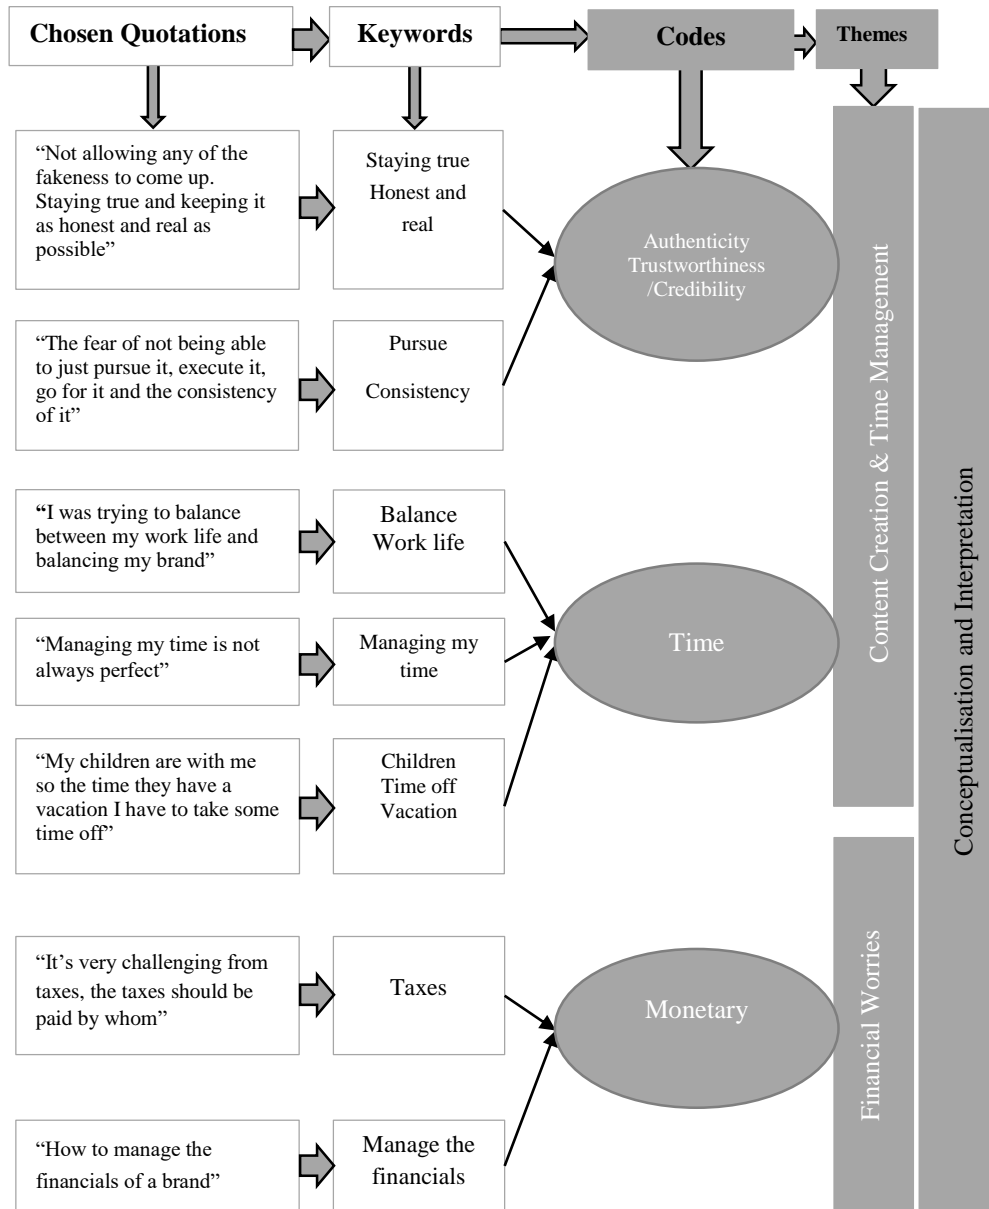 Chosen Quotations
Keywords
Codes
Themes
“Not allowing any of the
fakeness to come up.
Staying true and keeping it
as honest and real as
possible”
Staying true
Honest and
real
Authenticity
Trustworthiness
/Credibility
“The fear of not being able
to just pursue it, execute it,
go for it and the consistency
of it”
Pursue
Consistency
“I was trying to balance
between my work life and
balancing my brand”
Balance
Work life
“Managing my time is not
always perfect”
Managing my
time
Time
“My children are with me
so the time they have a
vacation I have to take some
time off”
Children
Time off
Vacation
Content Creation & Time Management
“It’s very challenging from
taxes, the taxes should be
paid by whom”
Taxes
Monetary
“How to manage the
financials of a brand”
Manage the
financials
Financial Worries
Conceptualisation and Interpretation